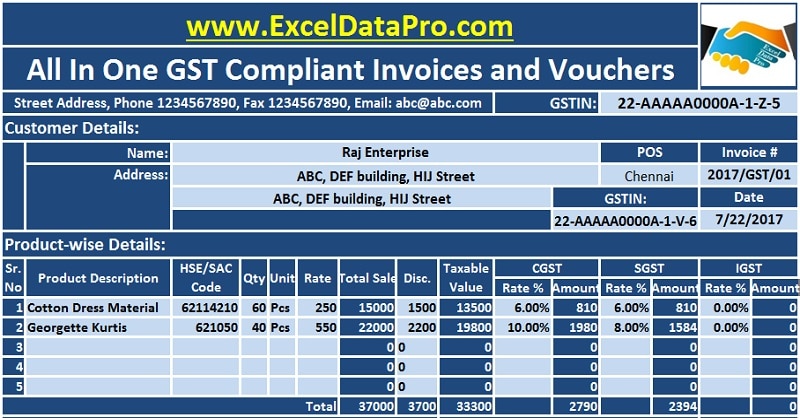 www.ExcelDataPro.com
Excel Data Pro
All In One GST Compliant Invoices and Vouchers
Street Address, Phone 1234567890, Fax 1234567890, Email: abc@abc.com GSTIN: 22-AAAAA0000A-1-Z-5
Customer Details:
Name: Raj Enterprise POS Invoice #
Address: ABC, DEF building, HIJ Street Chennai 2017/GST/01
ABC, DEF building, HIJ Street GSTIN: Date
22-AAAAA0000A-1-V-6 7/22/2017
Product-wise Details:
Sr. No Product Description HSE/SAC Code Qty Unit Rate Total Sale Disc. Taxable Value CGST SGST IGST
Rate % Amount Rate % Amount Rate % Amount
1 Cotton Dress Material 62114210 60 Pcs 250 15000 1500 13500 6.00% 810 6.00% 810 0.00% 0
2 Georgette Kurtis 621050 40 Pcs 550 22000 2200 19800 10.00% 1980 8.00% 1584 0.00% 0
3 0 0 0 0 0 0
4 0 0 0 0 0 0
5 0 0 0 0 0 0
Total 37000 3700 33300 2790 2394 0